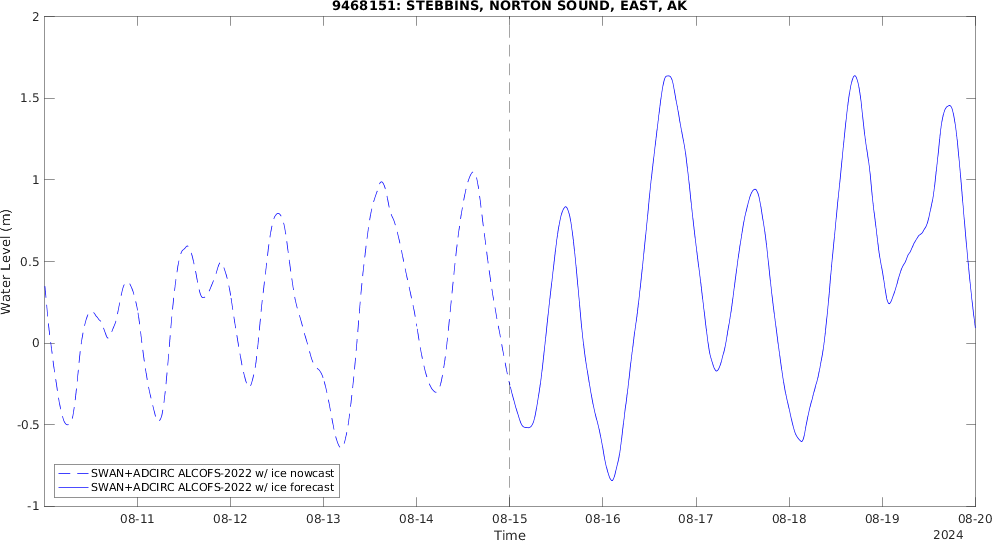 9468151: STEBBINS, NORTON SOUND, EAST, AK
2
1.5
1
0.5
0
-0.5
-1
Water Level (m)
SWAN+ADCIRC ALCOFS-2022 w/ ice nowcast
SWAN+ADCIRC ALCOFS-2022 w/ ice forecast
08-11 08-12 08-13 08-14 08-15 08-16 08-17 08-18 08-19 08-20
Time
2024